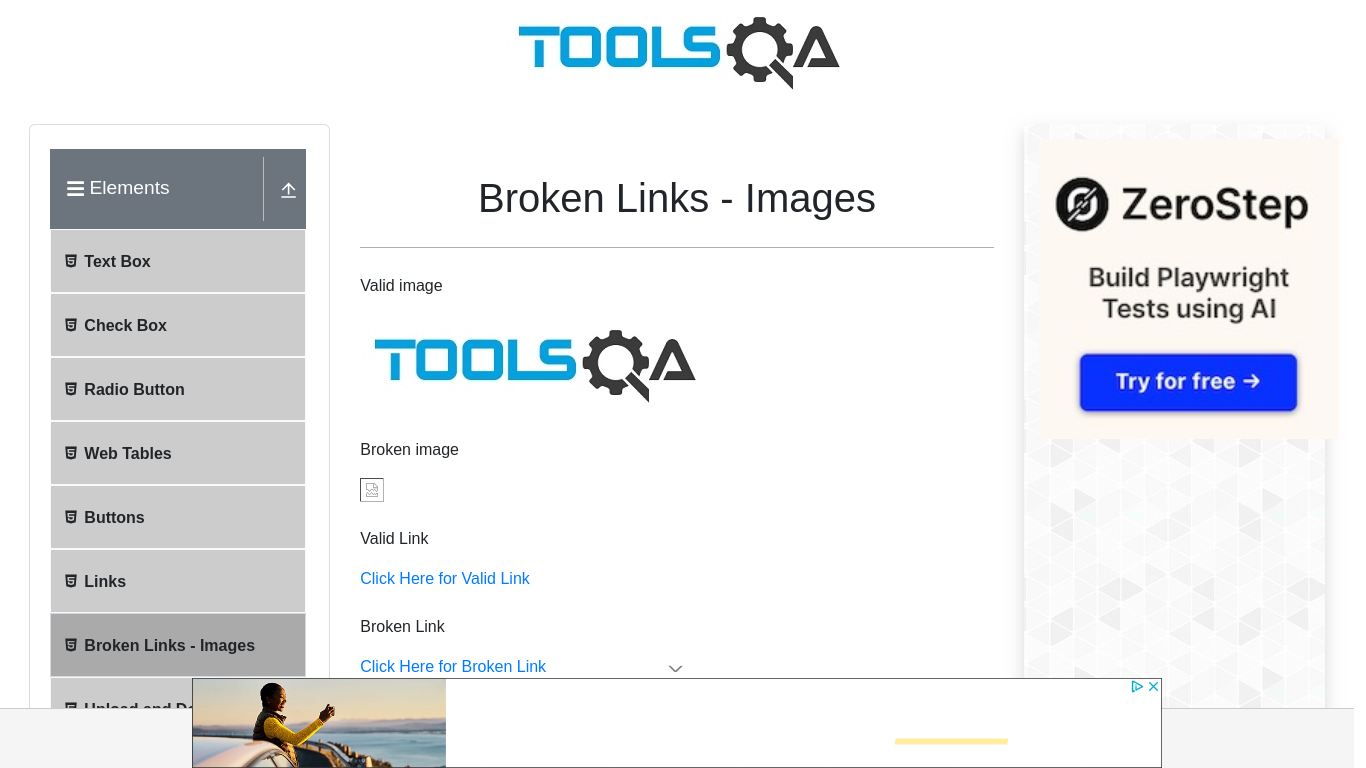 TOOLSQA
Elements
Text Box
Check Box
Radio Button
Web Tables
Buttons
Links
Broken Links - Images
Upload and
Broken Links - Images
Valid image
TOOLSQA
Broken image
Valid Link
Click Here for Valid Link
Broken Link
Click Here for Broken Link
ZeroStep
Build Playwright
Tests using AI
Try for free →